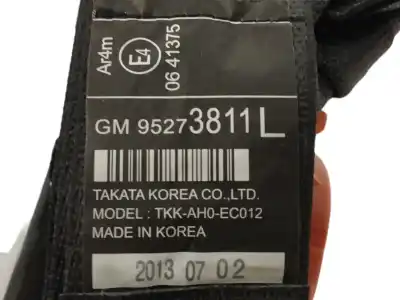 Ar4m
E4
06 41375
GM 95273811L
TAKATA KOREA CO.,LTD.
MODEL : TKK-AH0-EC012
MADE IN KOREA
2013 07 02